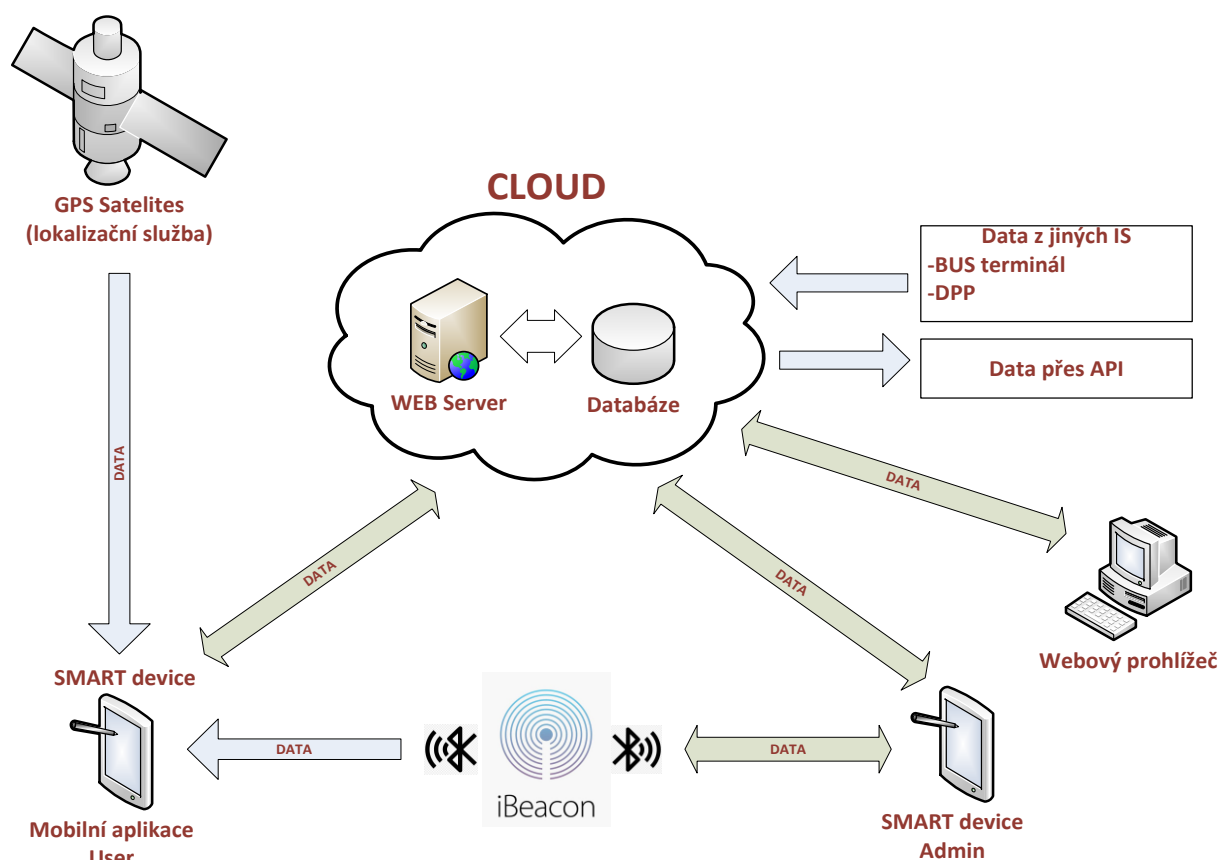 GPS Satelites
(lokalizační služba)
CLOUD
Data z jiných IS
-BUS terminál
-DPP
WEB Server
Databáze
Data přes API
DATA
DATA
DATA
DATA
Webový prohlížeč
SMART device
DATA
iBeacon
DATA
Mobilní aplikace
User
SMART device
Admin